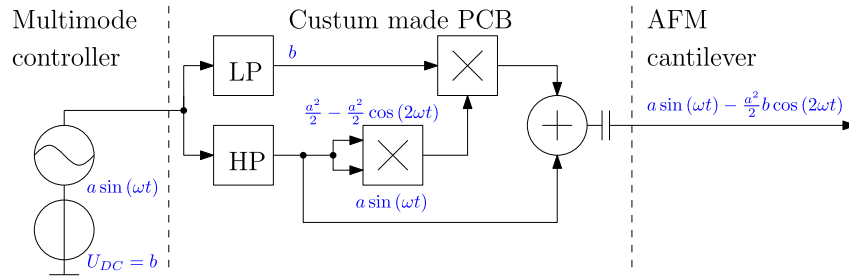 Multimode
controller
Custum made PCB
AFM
cantilever
LP
b
a²/2 − a²/2 cos (2ωt)
a sin (ωt) − a²/2 b cos (2ωt)
HP
a sin (ωt)
a sin (ωt)
U_DC = b